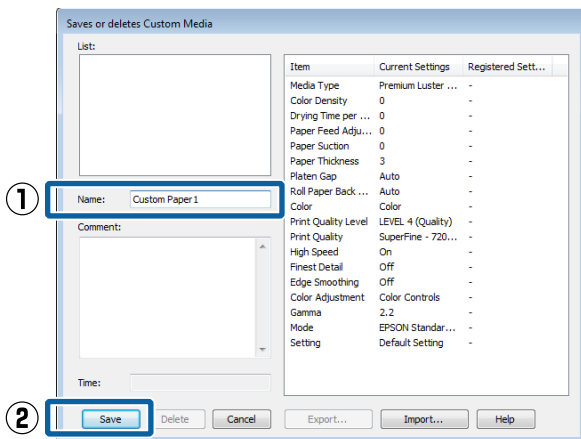 Saves or deletes Custom Media
List:
Item Current Settings Registered Sett...
Media Type Premium Luster ... -
Color Density 0 -
Drying Time per ... 0 -
Paper Feed Adju... 0 -
Paper Suction 0 -
Paper Thickness 3 -
Platen Gap Auto -
Roll Paper Back ... Auto -
Color Color -
Print Quality Level LEVEL 4 (Quality) -
Print Quality SuperFine - 720... -
High Speed On -
Finest Detail Off -
Edge Smoothing Off -
Color Adjustment Color Controls -
Gamma 2.2 -
Mode EPSON Standar... -
Setting Default Setting -
1 Name: Custom Paper1
Comment:
Time:
2 Save Delete Cancel Export... Import... Help